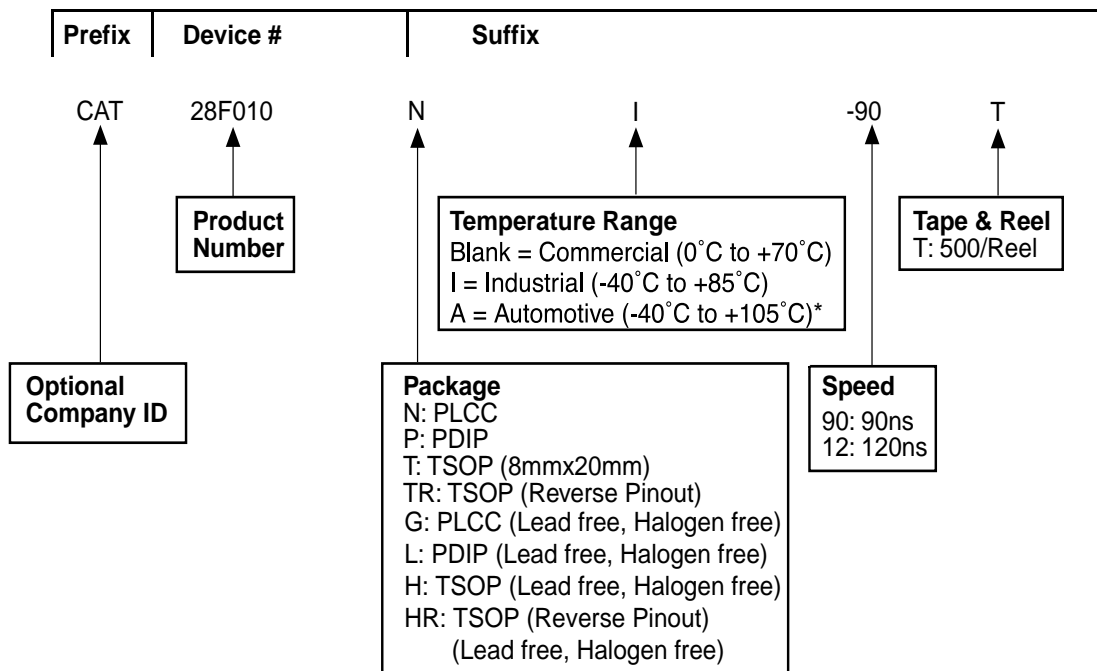 Prefix Device # Suffix
CAT 28F010 N I -90 T
Product
Number
Temperature Range
Blank = Commercial (0˚C to +70˚C)
I = Industrial (-40˚C to +85˚C)
A = Automotive (-40˚C to +105˚C)*
Tape & Reel
T: 500/Reel
Optional
Company ID
Package
N: PLCC
P: PDIP
T: TSOP (8mmx20mm)
TR: TSOP (Reverse Pinout)
G: PLCC (Lead free, Halogen free)
L: PDIP (Lead free, Halogen free)
H: TSOP (Lead free, Halogen free)
HR: TSOP (Reverse Pinout)
(Lead free, Halogen free)
Speed
90: 90ns
12: 120ns